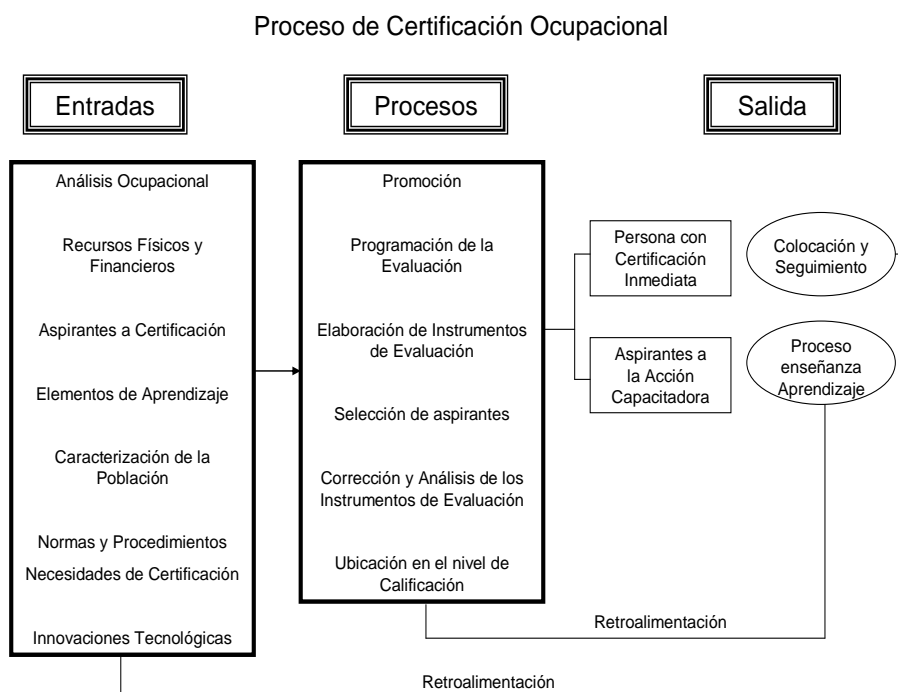 Proceso de Certificación Ocupacional
Entradas
Procesos
Salida
Análisis Ocupacional
Recursos Físicos y
Financieros
Aspirantes a Certificación
Elementos de Aprendizaje
Caracterización de la
Población
Normas y Procedimientos
Necesidades de Certificación
Innovaciones Tecnológicas
Promoción
Programación de la
Evaluación
Elaboración de Instrumentos
de Evaluación
Selección de aspirantes
Corrección y Análisis de los
Instrumentos de Evaluación
Ubicación en el nivel de
Calificación
Persona con
Certificación
Inmediata
Colocación y
Seguimiento
Aspirantes a
la Acción
Capacitadora
Proceso
enseñanza
Aprendizaje
Retroalimentación
Retroalimentación